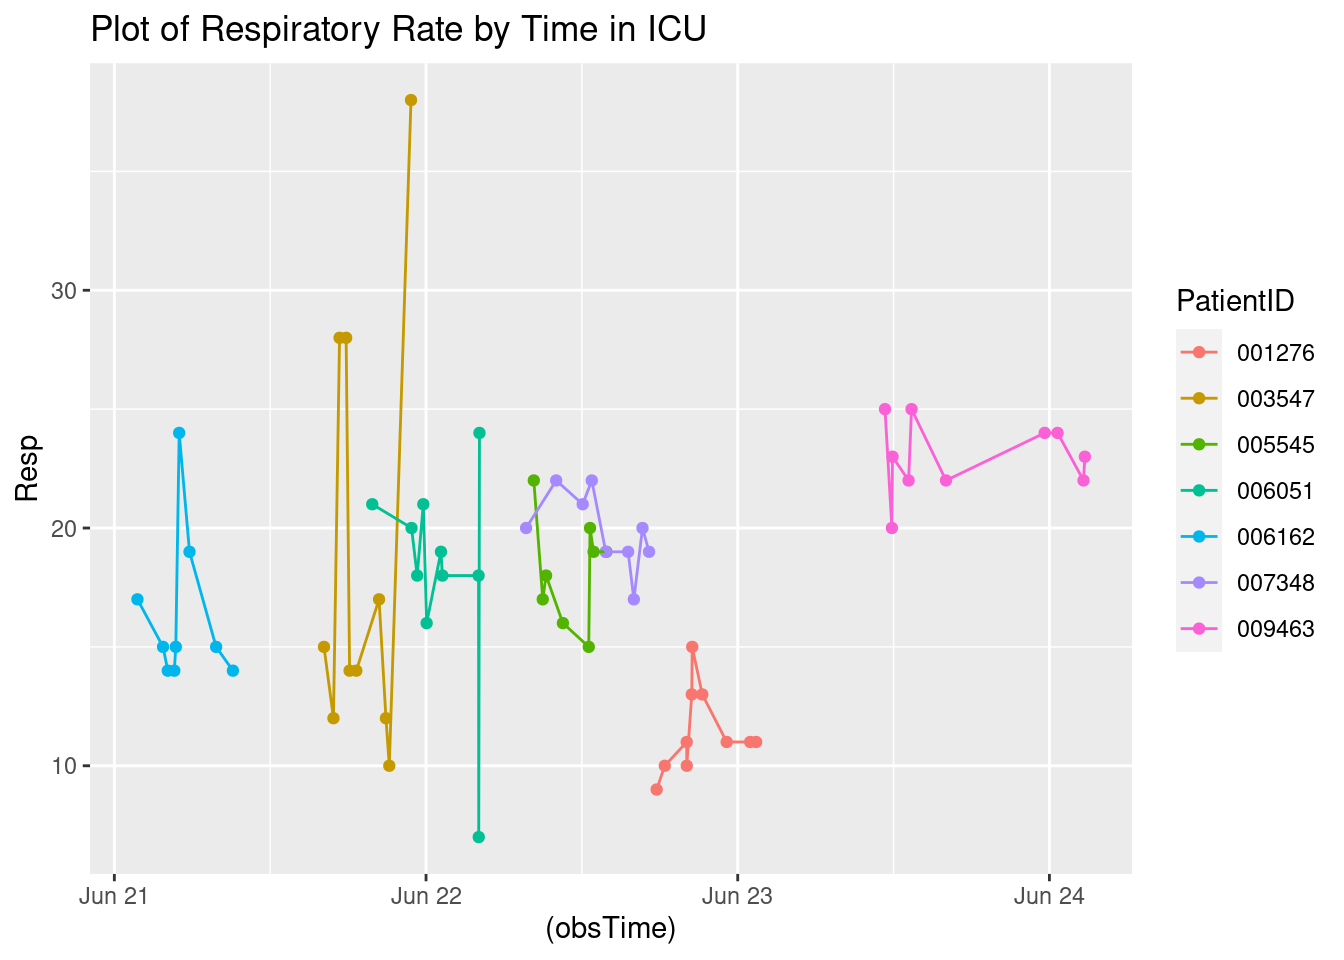 Plot of Respiratory Rate by Time in ICU
Resp
30
20
10
Jun 21
Jun 22
Jun 23
Jun 24
(obsTime)
PatientID
001276
003547
005545
006051
006162
007348
009463